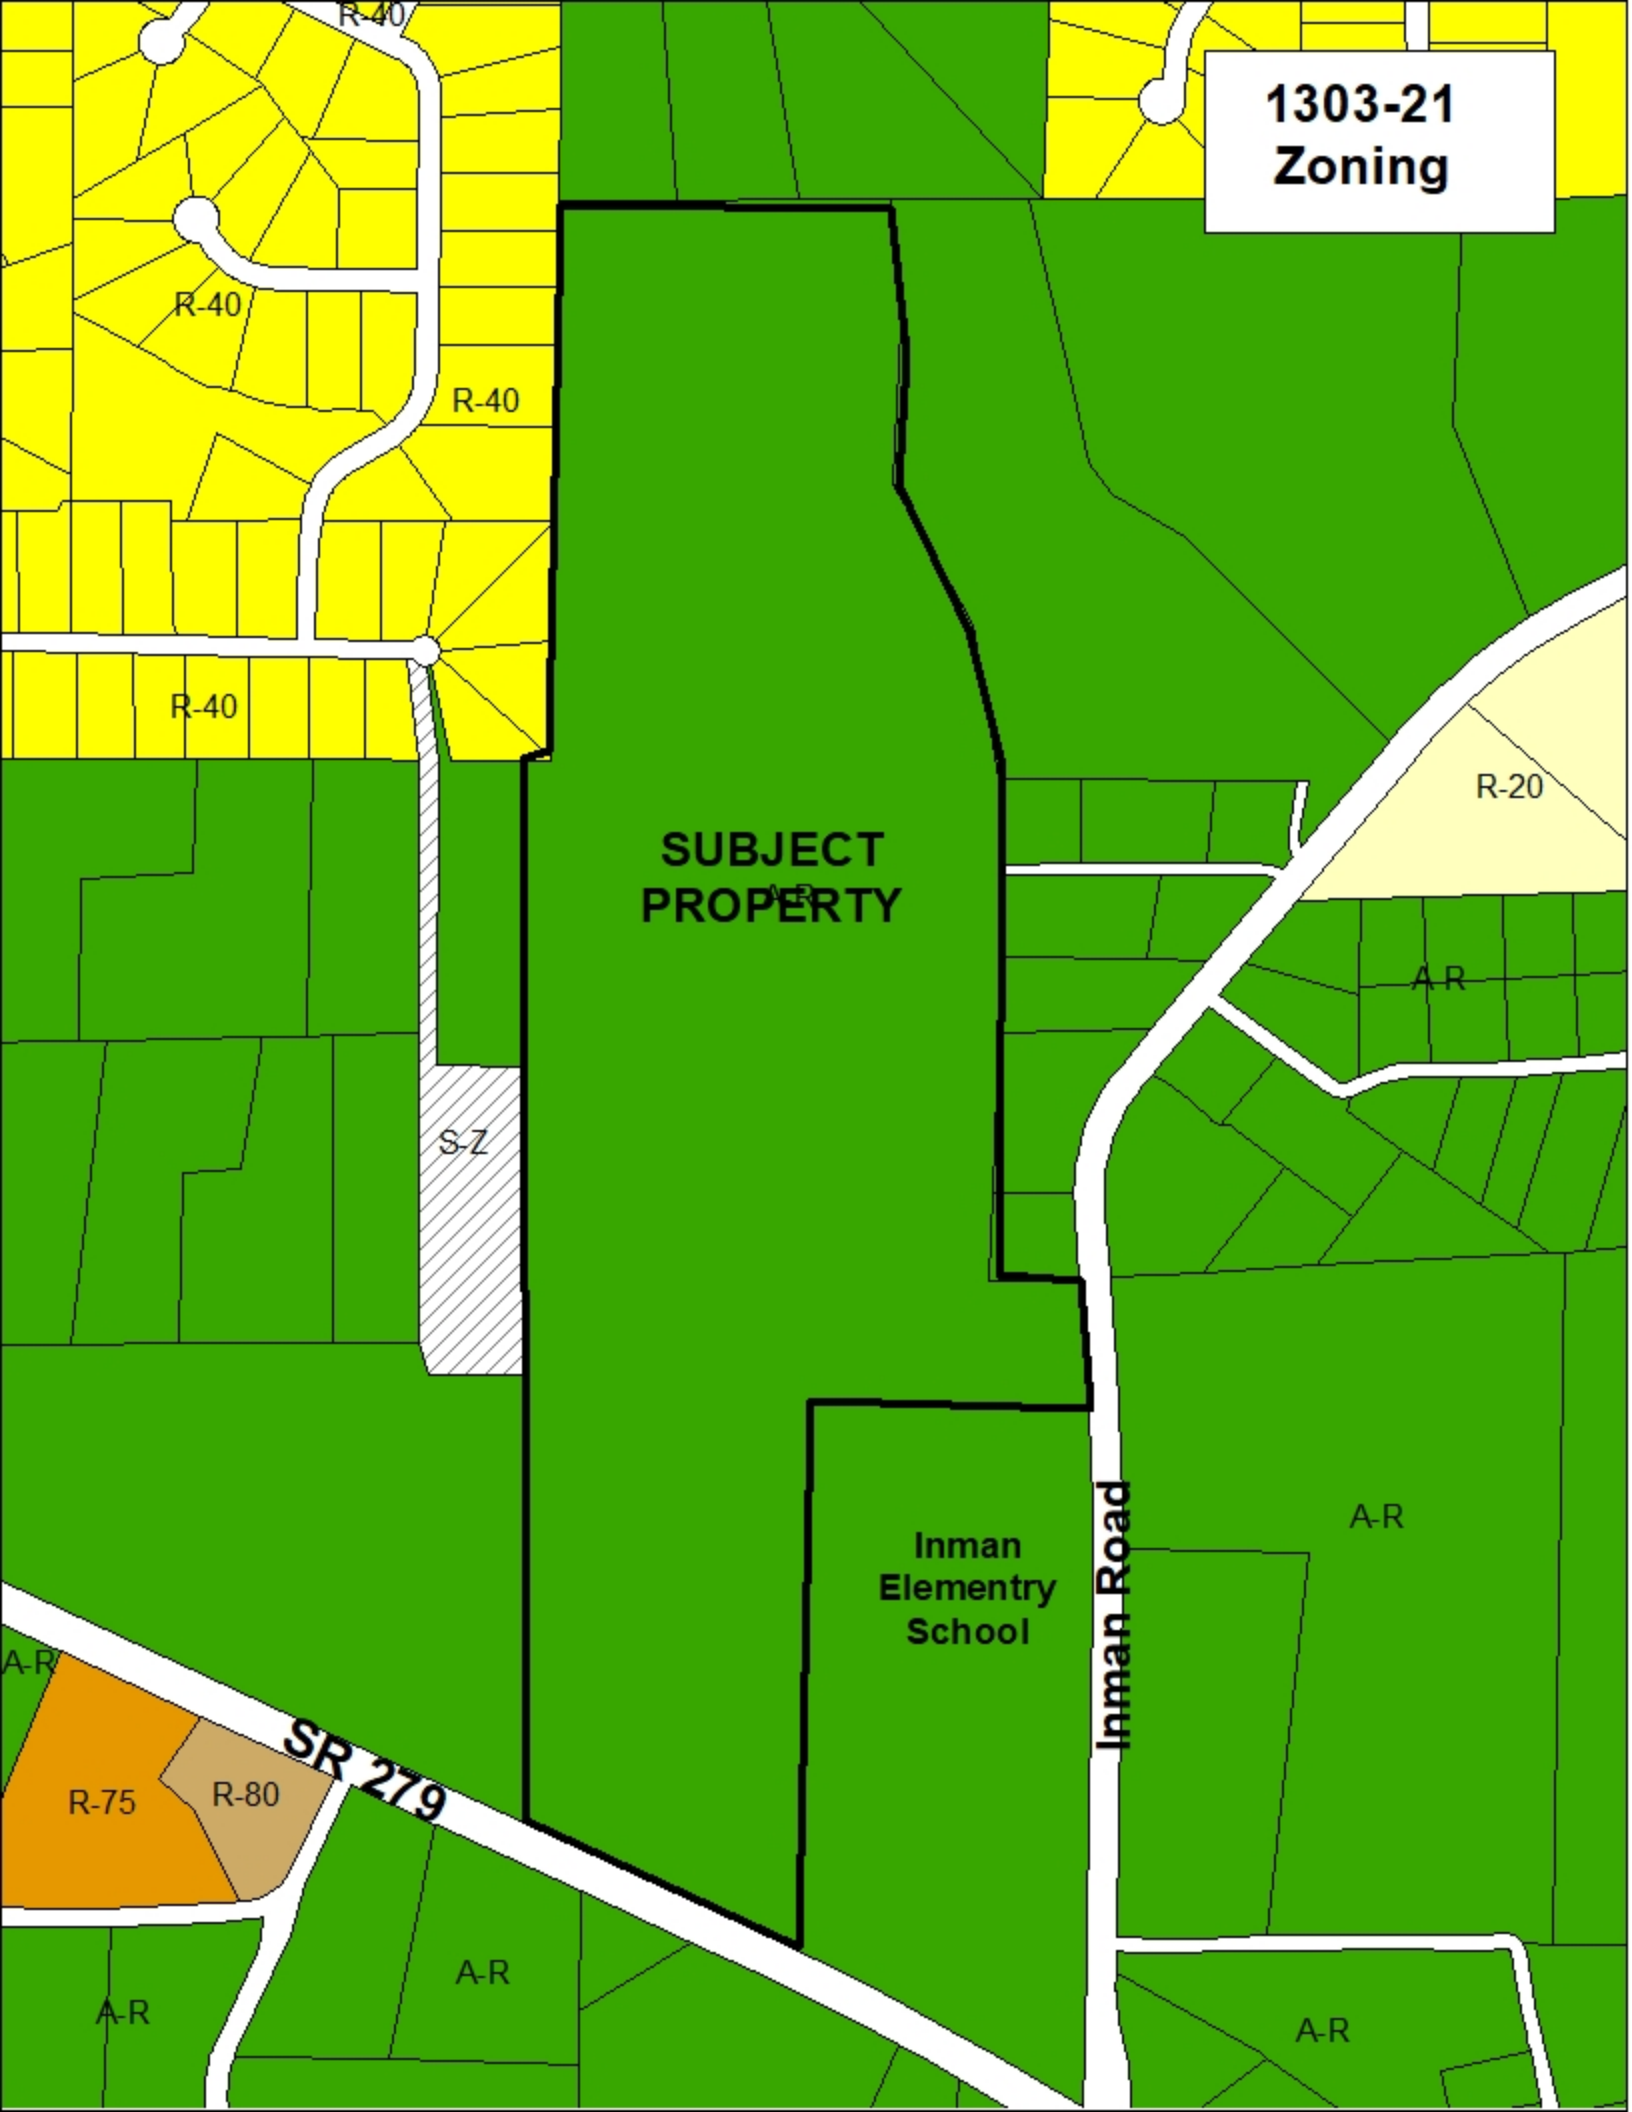 R-40
1303-21
Zoning
R-40
R-40
R-40
R-20
SUBJECT
A-R
PROPERTY
A-R
S-Z
A-R
Inman
Elementry
School
Inman Road
A-R
SR 279
R-75
R-80
A-R
A-R
A-R